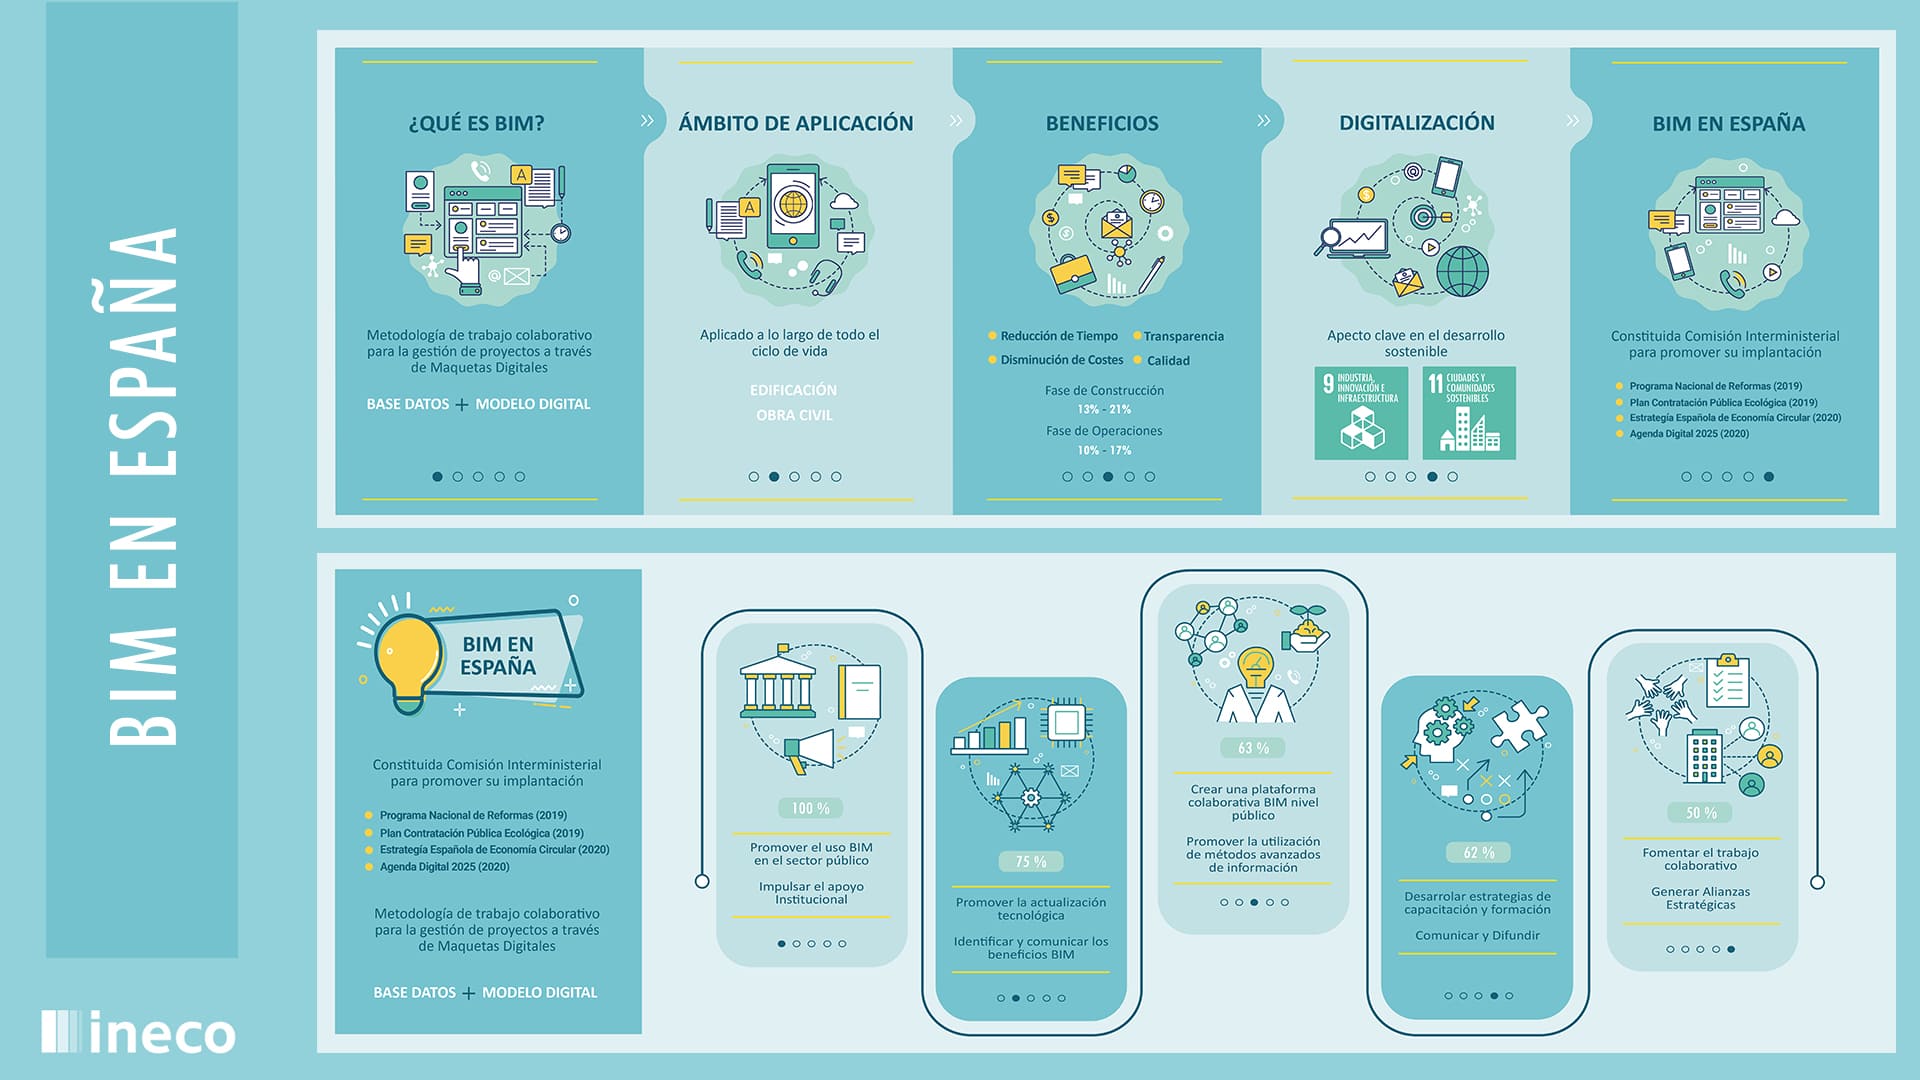 BIM EN ESPAÑA
ineco
¿QUÉ ES BIM?
A
Metodología de trabajo colaborativo
para la gestión de proyectos a través
de Maquetas Digitales
BASE DATOS + MODELO DIGITAL
ÁMBITO DE APLICACIÓN
A
Aplicado a lo largo de todo el
ciclo de vida
EDIFICACIÓN
OBRA CIVIL
BENEFICIOS
Reducción de Tiempo
Transparencia
Disminución de Costes
Calidad
Fase de Construcción
13% - 21%
Fase de Operaciones
10% - 17%
DIGITALIZACIÓN
Apecto clave en el desarrollo
sostenible
9 INDUSTRIA,
INNOVACIÓN E
INFRAESTRUCTURA
11 CIUDADES Y
COMUNIDADES
SOSTENIBLES
BIM EN ESPAÑA
Constituida Comisión Interministerial
para promover su implantación
Programa Nacional de Reformas (2019)
Plan Contratación Pública Ecológica (2019)
Estrategía Española de Economía Circular (2020)
Agenda Digital 2025 (2020)
BIM EN
ESPAÑA
Constituida Comisión Interministerial
para promover su implantación
Programa Nacional de Reformas (2019)
Plan Contratación Pública Ecológica (2019)
Estrategía Española de Economía Circular (2020)
Agenda Digital 2025 (2020)
Metodología de trabajo colaborativo
para la gestión de proyectos a través
de Maquetas Digitales
BASE DATOS + MODELO DIGITAL
100 %
Promover el uso BIM
en el sector público
Impulsar el apoyo
Institucional
75 %
Promover la actualización
tecnológica
Identificar y comunicar los
beneficios BIM
63 %
Crear una plataforma
colaborativa BIM nivel
público
Promover la utilización
de métodos avanzados
de información
62 %
Desarrolar estrategias de
capacitación y formación
Comunicar y Difundir
50 %
Fomentar el trabajo
colaborativo
Generar Alianzas
Estratégicas